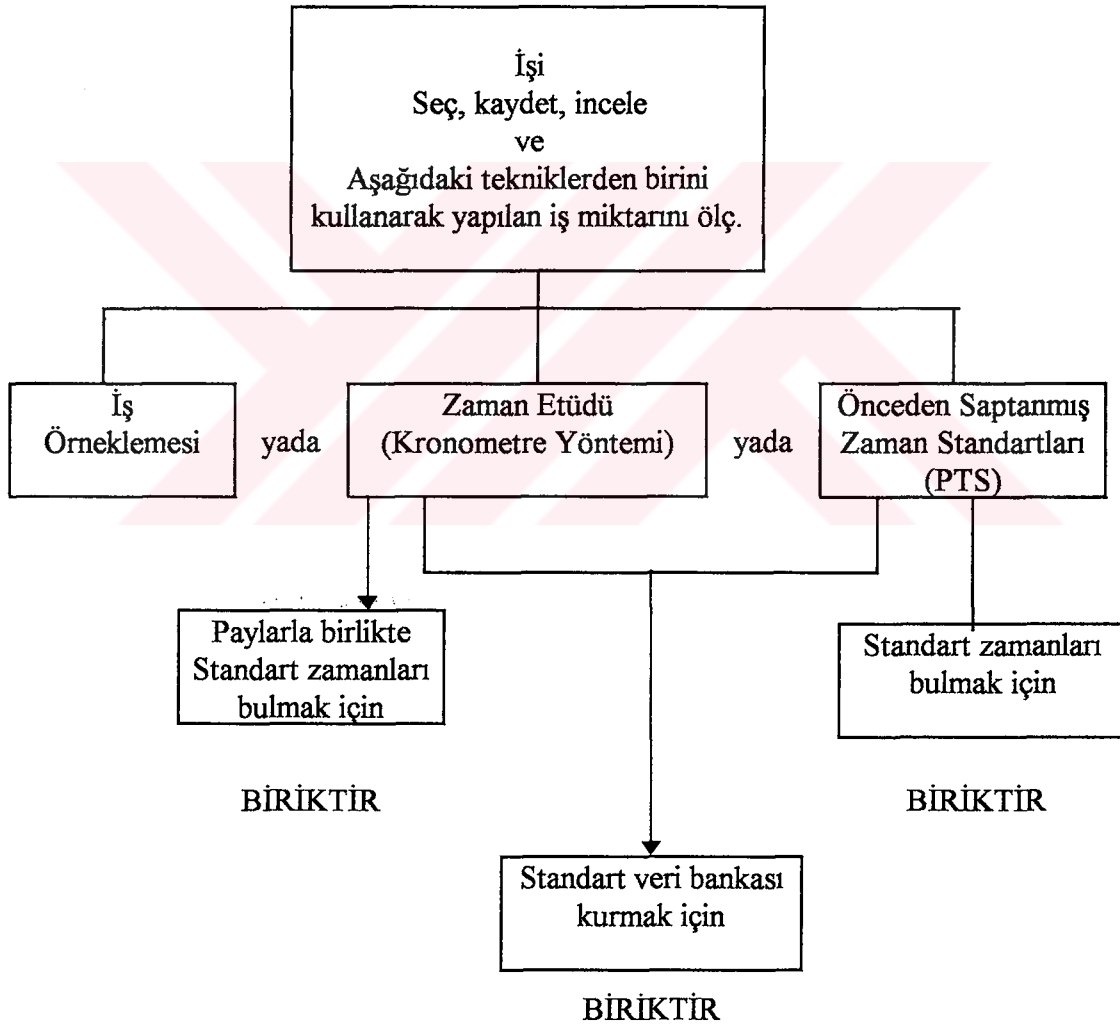 İşi
Seç, kaydet, incele
ve
Aşağıdaki tekniklerden birini
kullanarak yapılan iş miktarını ölç.
İş
Örneklemesi
yada
Zaman Etüdü
(Kronometre Yöntemi)
yada
Önceden Saptanmış
Zaman Standartları
(PTS)
Paylarla birlikte
Standart zamanları
bulmak için
Standart zamanları
bulmak için
BİRİKTİR
BİRİKTİR
Standart veri bankası
kurmak için
BİRİKTİR